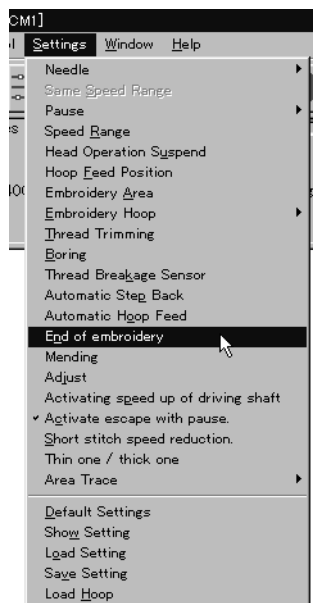 CM1]
Settings Window Help
Needle
Same Speed Range
Pause
Speed Range
Head Operation Suspend
Hoop Feed Position
Embroidery Area
Embroidery Hoop
Thread Trimming
Boring
Thread Breakage Sensor
Automatic Step Back
Automatic Hoop Feed
End of embroidery
Mending
Adjust
Activating speed up of driving shaft
✓ Activate escape with pause.
Short stitch speed reduction.
Thin one / thick one
Area Trace
Default Settings
Show Setting
Load Setting
Save Setting
Load Hoop